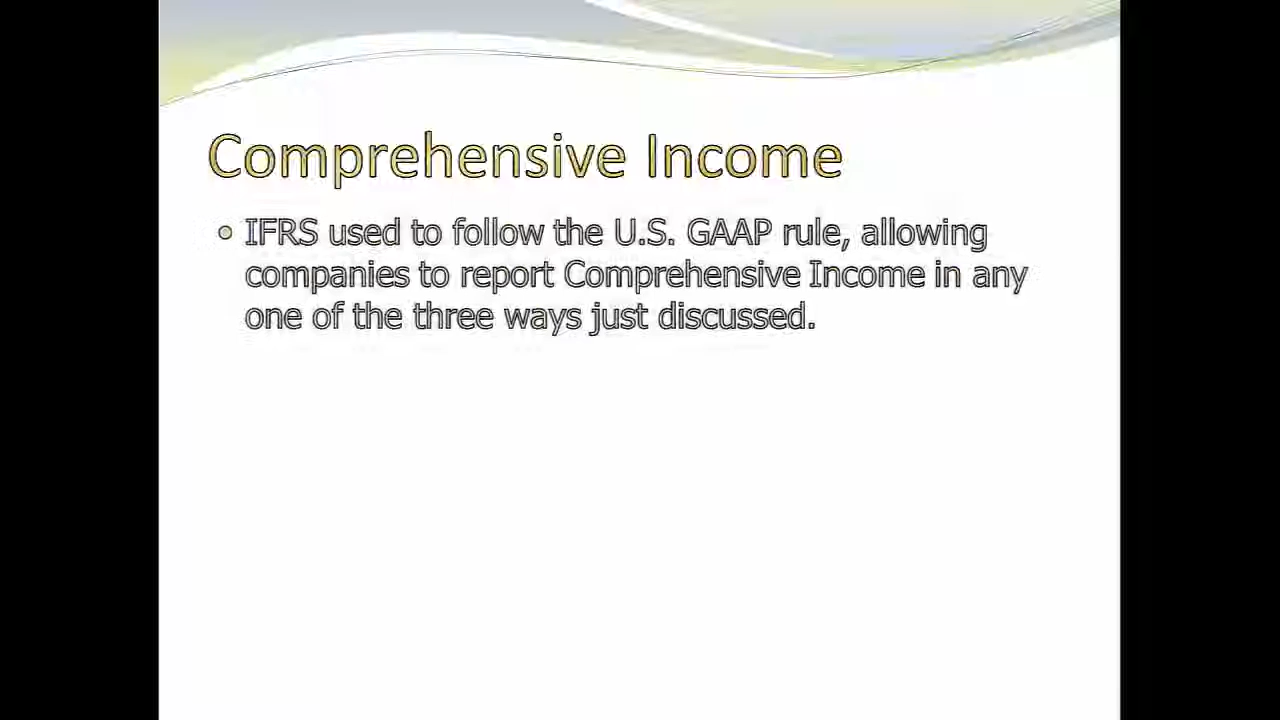 Comprehensive Income
• IFRS used to follow the U.S. GAAP rule, allowing
companies to report Comprehensive Income in any
one of the three ways just discussed.